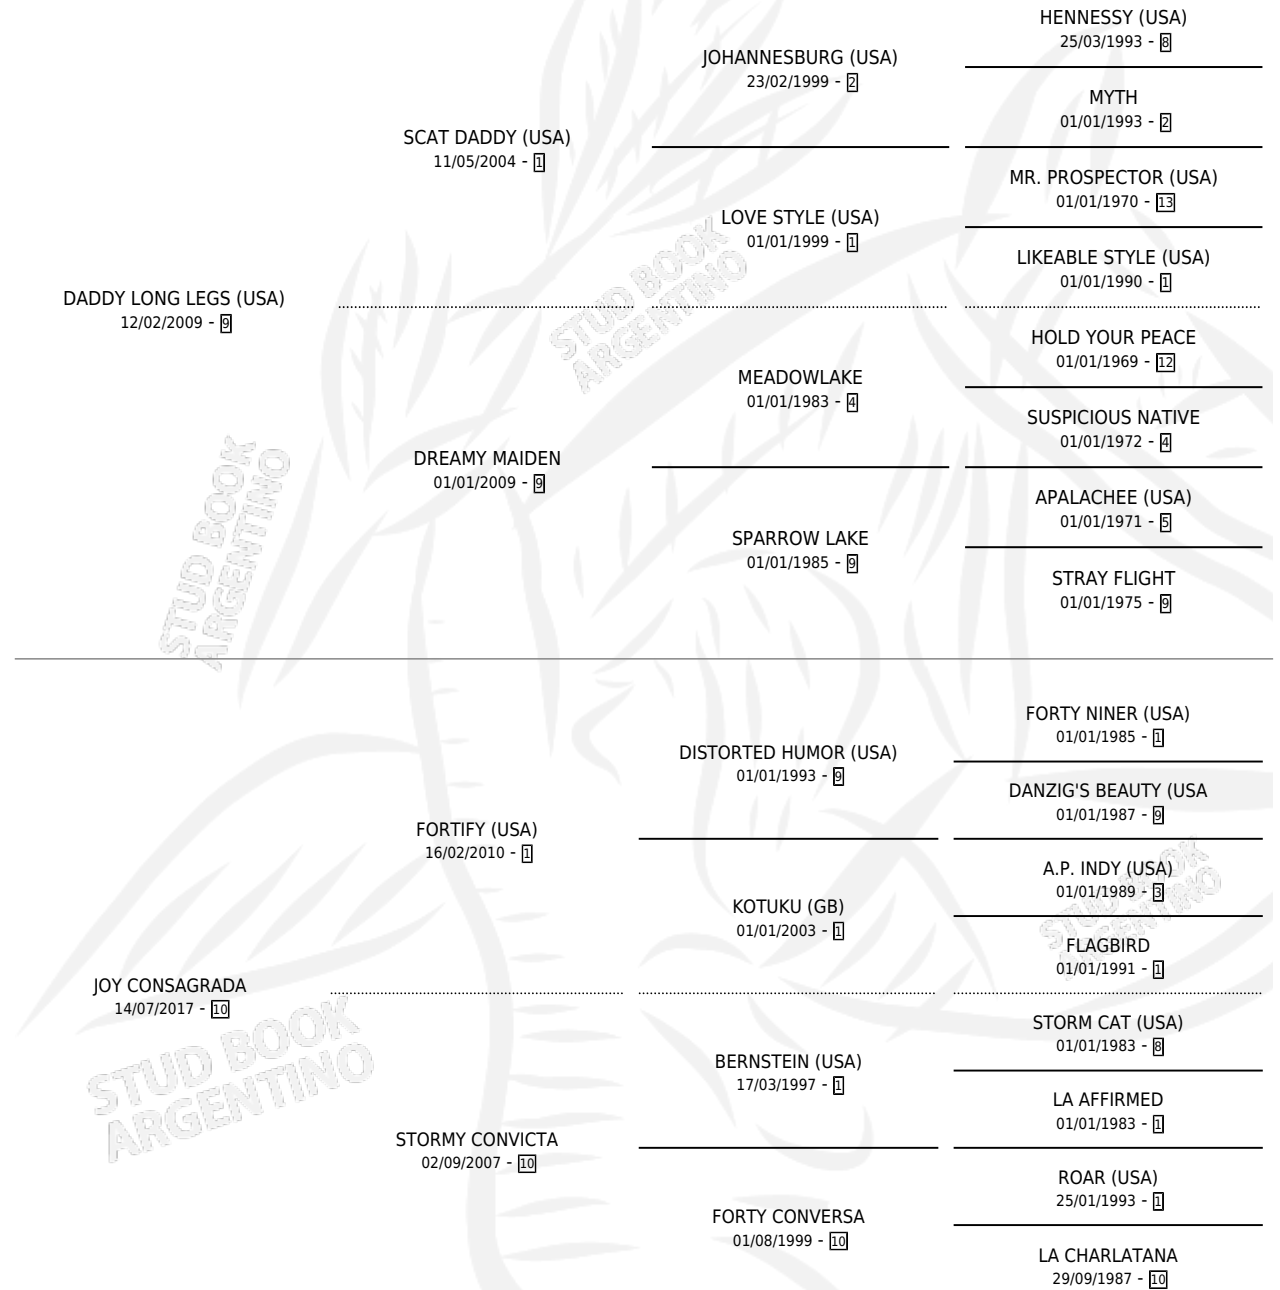 HENNESSY (USA)
25/03/1993 - 8
JOHANNESBURG (USA)
23/02/1999 - 2
MYTH
01/01/1993 - 2
SCAT DADDY (USA)
11/05/2004 - 1
MR. PROSPECTOR (USA)
01/01/1970 - 13
LOVE STYLE (USA)
01/01/1999 - 1
LIKEABLE STYLE (USA)
01/01/1990 - 1
DADDY LONG LEGS (USA)
12/02/2009 - 9
STUD BOOK
ARGENTINO
HOLD YOUR PEACE
01/01/1969 - 12
MEADOWLAKE
01/01/1983 - 4
SUSPICIOUS NATIVE
01/01/1972 - 4
DREAMY MAIDEN
01/01/2009 - 9
APALACHEE (USA)
01/01/1971 - 5
SPARROW LAKE
01/01/1985 - 9
STRAY FLIGHT
01/01/1975 - 9
STUD BOOK
ARGENTINO
FORTY NINER (USA)
01/01/1985 - 1
DISTORTED HUMOR (USA)
01/01/1993 - 9
DANZIG'S BEAUTY (USA
01/01/1987 - 9
FORTIFY (USA)
16/02/2010 - 1
A.P. INDY (USA)
01/01/1989 - 3
KOTUKU (GB)
01/01/2003 - 1
STUD BOOK
ARGENTINO
FLAGBIRD
01/01/1991 - 1
JOY CONSAGRADA
14/07/2017 - 10
STORM CAT (USA)
01/01/1983 - 8
BERNSTEIN (USA)
17/03/1997 - 1
STUD BOOK
ARGENTINO
LA AFFIRMED
01/01/1983 - 1
STORMY CONVICTA
02/09/2007 - 10
ROAR (USA)
25/01/1993 - 1
FORTY CONVERSA
01/08/1999 - 10
LA CHARLATANA
29/09/1987 - 10